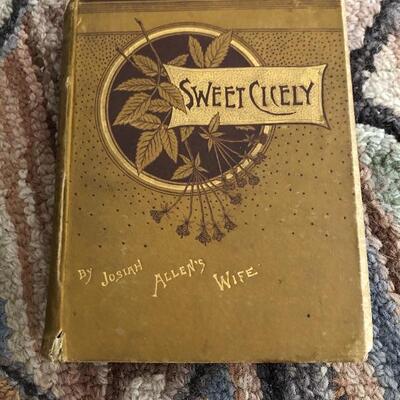 SWEET CICELY
BY JOSIAH ALLEN'S WIFE